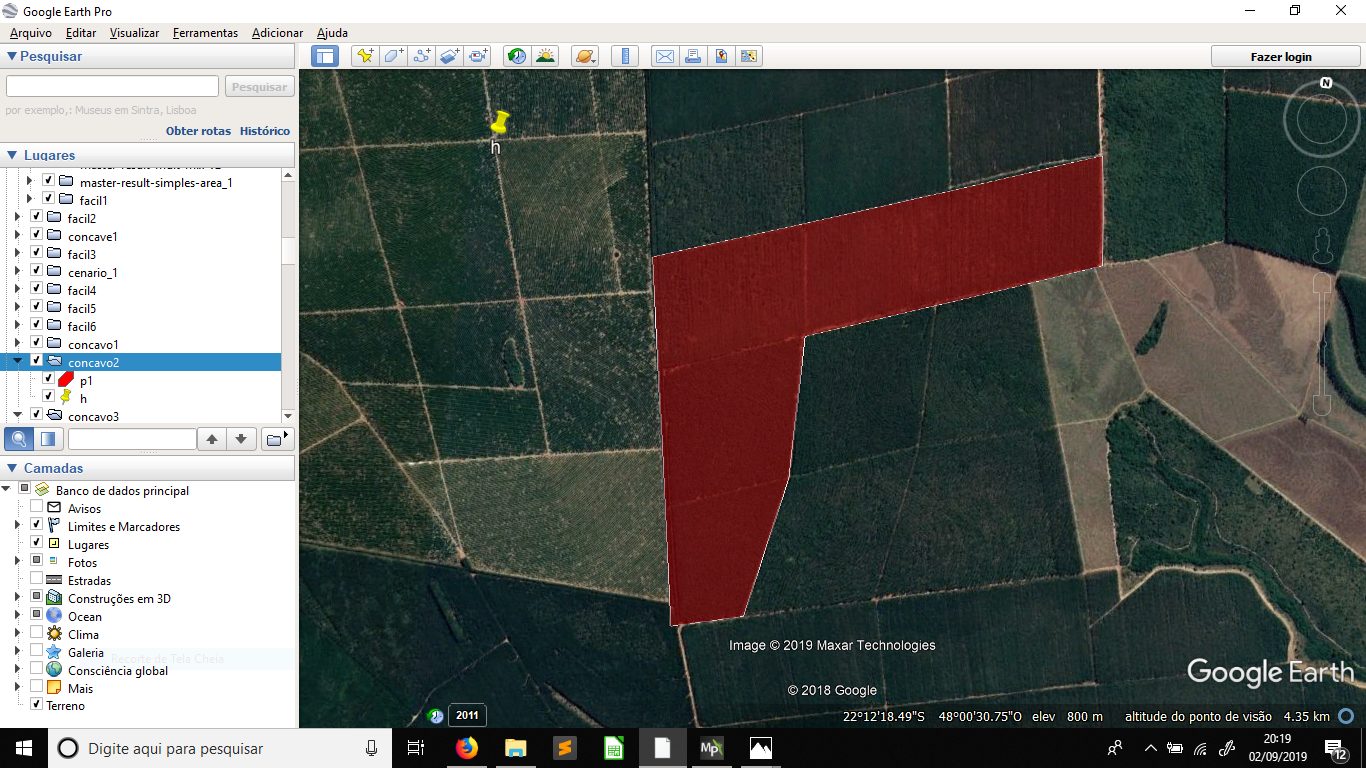 Google Earth Pro
Arquivo Editar Visualizar Ferramentas Adicionar Ajuda
Pesquisar
Pesquisar
por exemplo,: Museus em Sintra, Lisboa
Obter rotas Histórico
Lugares
master-result-simples-area_1
facil1
facil2
concave1
facil3
cenario_1
facil4
facil5
facil6
concavo1
concavo2
p1
h
concavo3
Camadas
Banco de dados principal
Avisos
Limites e Marcadores
Lugares
Fotos
Estradas
Construções em 3D
Ocean
Clima
Galeria
Recorte de Tela Cheia
Consciência global
Mais
Terreno
Fazer login
N
h
Image © 2019 Maxar Technologies
© 2018 Google
Google Earth
2011
22°12'18.49"S 48°00'30.75"O elev 800 m altitude do ponto de visão 4.35 km
Digite aqui para pesquisar
Mp
20:19
02/09/2019
12